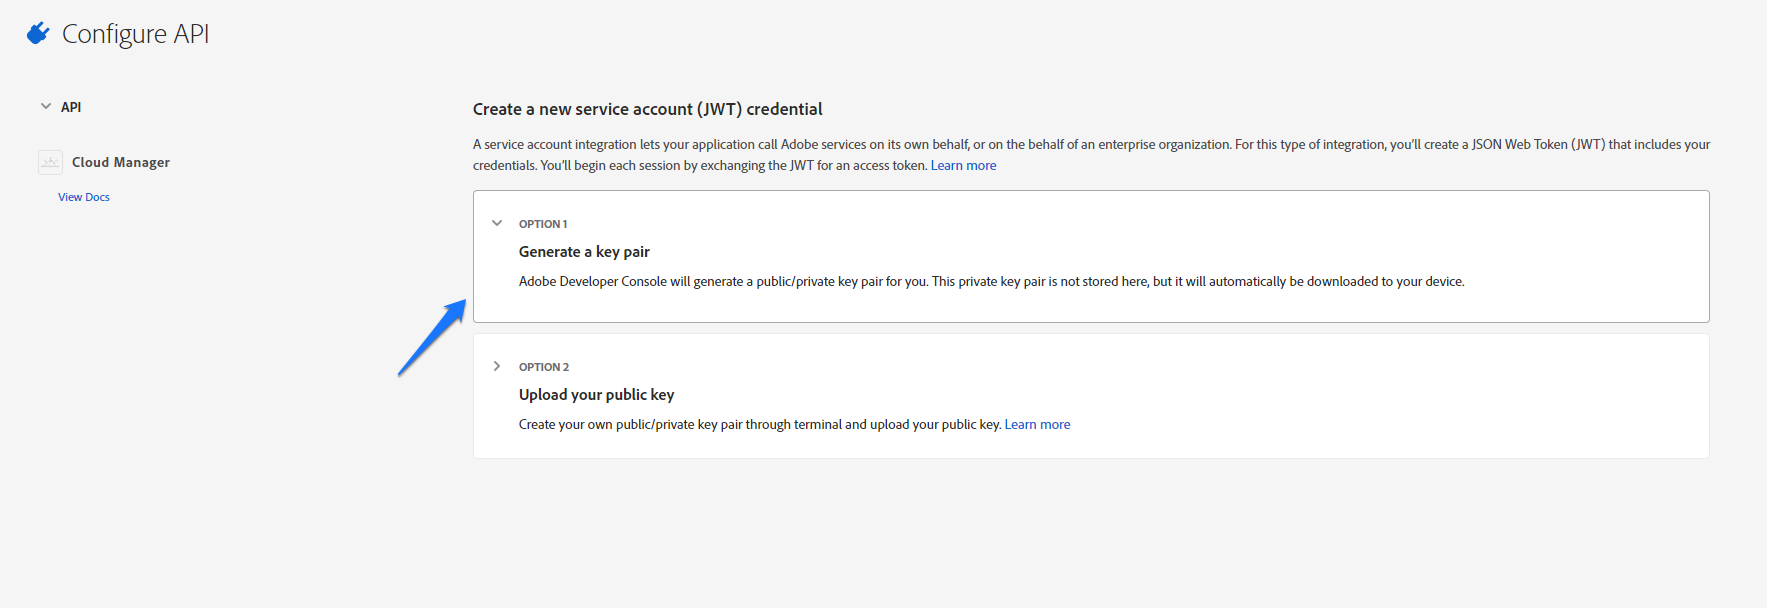 Configure API
API
Cloud Manager
View Docs
Create a new service account (JWT) credential
A service account integration lets your application call Adobe services on its own behalf, or on the behalf of an enterprise organization. For this type of integration, you'll create a JSON Web Token (JWT) that includes your
credentials. You'll begin each session by exchanging the JWT for an access token. Learn more
OPTION 1
Generate a key pair
Adobe Developer Console will generate a public/private key pair for you. This private key pair is not stored here, but it will automatically be downloaded to your device.
OPTION 2
Upload your public key
Create your own public/private key pair through terminal and upload your public key. Learn more